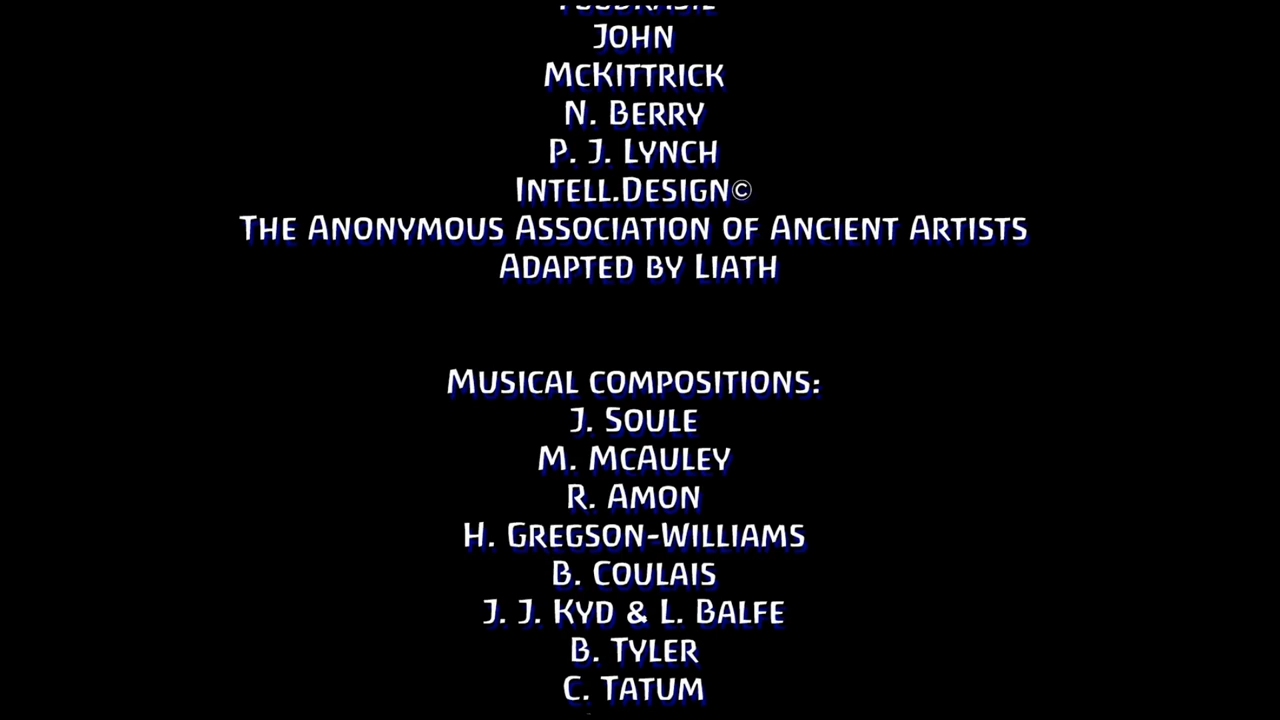 John
McKittrick
N. Berry
P. J. Lynch
Intell.Design©
The Anonymous Association of Ancient Artists
Adapted by Liath
Musical compositions:
J. Soule
M. McAuley
R. Amon
H. Gregson-Williams
B. Coulais
J. J. Kyd & L. Balfe
B. Tyler
C. Tatum